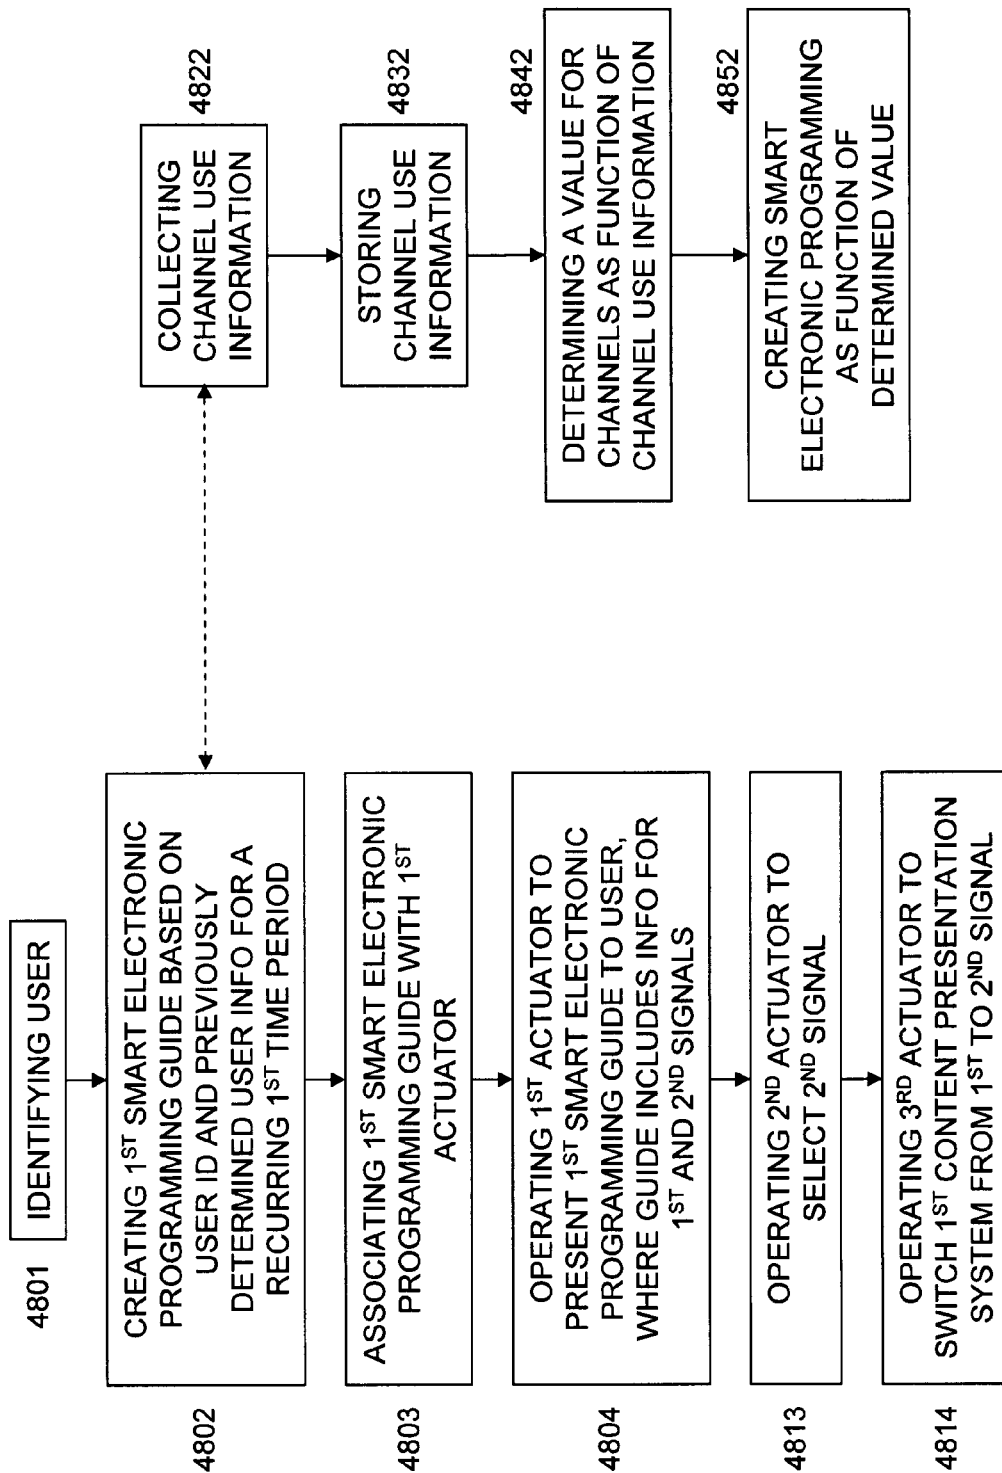 4801
IDENTIFYING USER
4802
CREATING 1ST SMART ELECTRONIC
PROGRAMMING GUIDE BASED ON
USER ID AND PREVIOUSLY
DETERMINED USER INFO FOR A
RECURRING 1ST TIME PERIOD
4803
ASSOCIATING 1ST SMART ELECTRONIC
PROGRAMMING GUIDE WITH 1ST
ACTUATOR
4804
OPERATING 1ST ACTUATOR TO
PRESENT 1ST SMART ELECTRONIC
PROGRAMMING GUIDE TO USER,
WHERE GUIDE INCLUDES INFO FOR
1ST AND 2ND SIGNALS
4813
OPERATING 2ND ACTUATOR TO
SELECT 2ND SIGNAL
4814
OPERATING 3RD ACTUATOR TO
SWITCH 1ST CONTENT PRESENTATION
SYSTEM FROM 1ST TO 2ND SIGNAL
COLLECTING
CHANNEL USE
INFORMATION
4822
STORING
CHANNEL USE
INFORMATION
4832
DETERMINING A VALUE FOR
CHANNELS AS FUNCTION OF
CHANNEL USE INFORMATION
4842
CREATING SMART
ELECTRONIC PROGRAMMING
AS FUNCTION OF
DETERMINED VALUE
4852